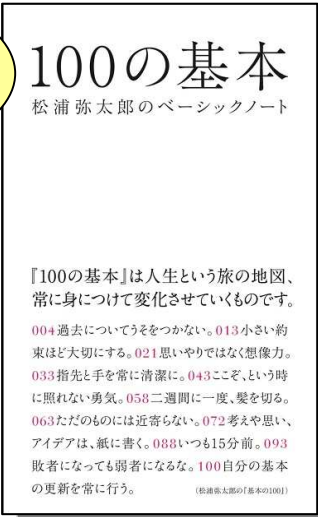 100の基本
松浦弥太郎のベーシックノート
『100の基本』は人生という旅の地図、
常に身につけて変化させていくものです。
004過去についてうそをつかない。013小さい約
束ほど大切にする。021思いやりではなく想像力。
033指先と手を常に清潔に。043ここぞ、という時
に照れない勇気。058二週間に一度、髪を切る。
063ただのものには近寄らない。072考えや思い、
アイデアは、紙に書く。088いつも15分前。093
敗者になっても弱者になるな。100自分の基本
の更新を常に行う。
(松浦弥太郎の「基本の100」)